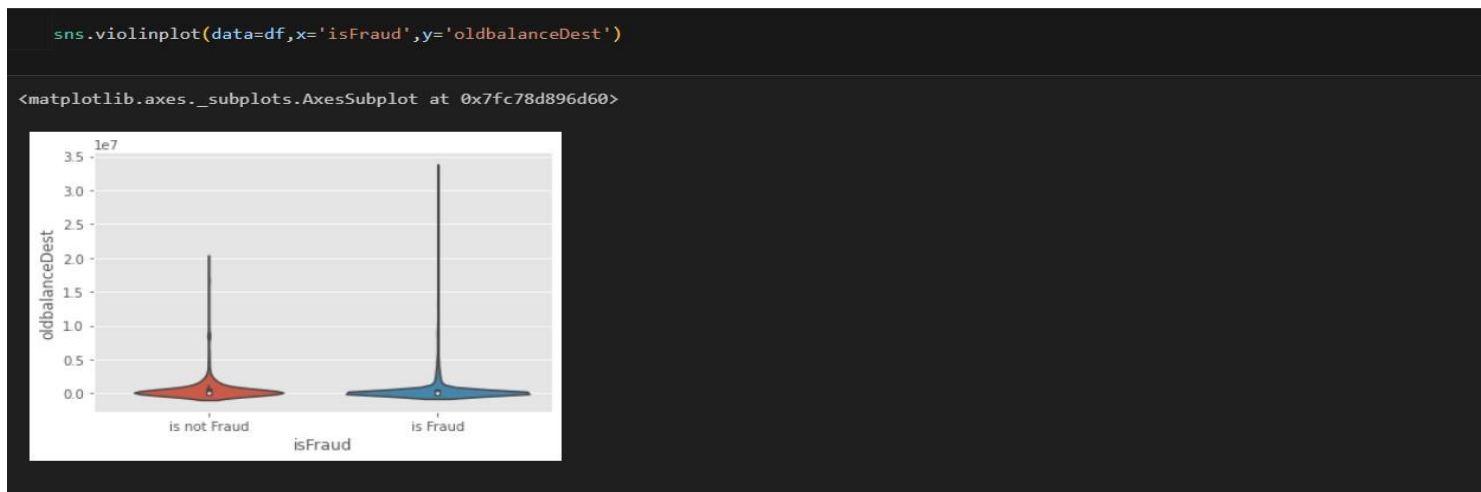 sns.violinplot(data=df,x='isFraud',y='oldbalanceDest')
<matplotlib.axes._subplots.AxesSubplot at 0x7fc78d896d60>
1e7
3.5
3.0
2.5
2.0
1.5
1.0
0.5
0.0
oldbalanceDest
is not Fraud is Fraud
isFraud